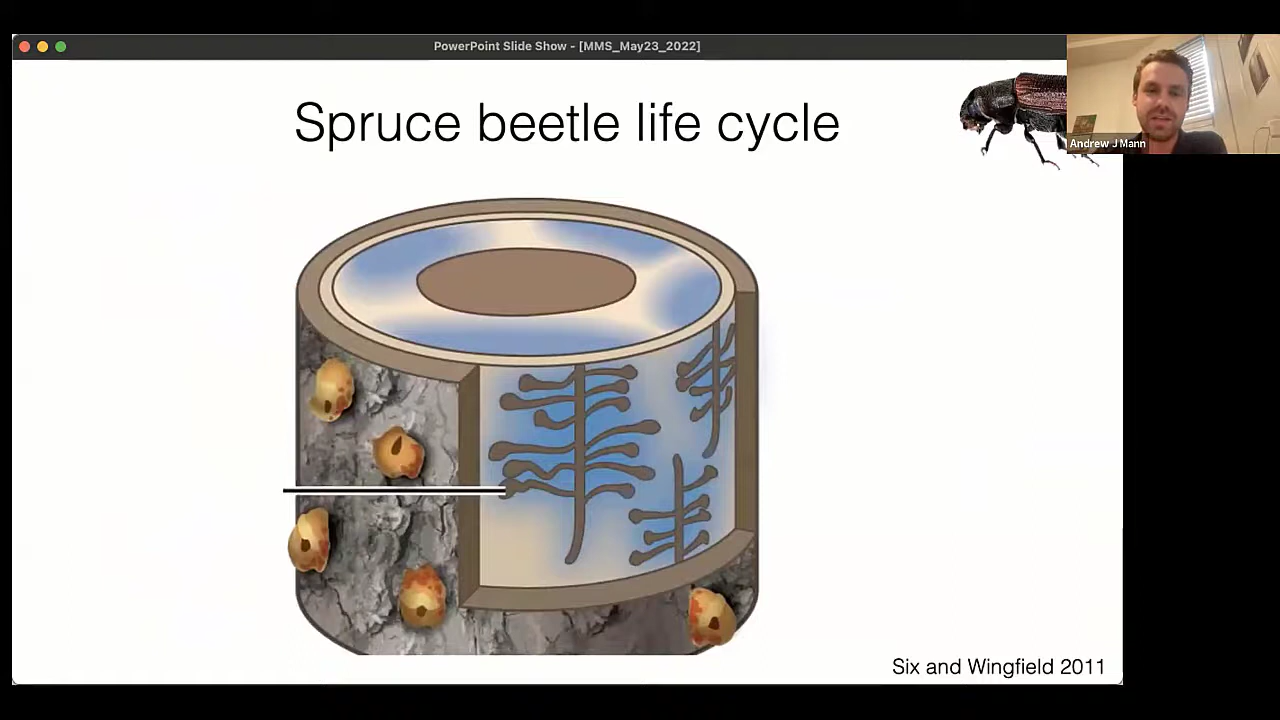 PowerPoint Slide Show - [MMS_May23_2022]
Spruce beetle life cycle
Andrew J Mann
Six and Wingfield 2011